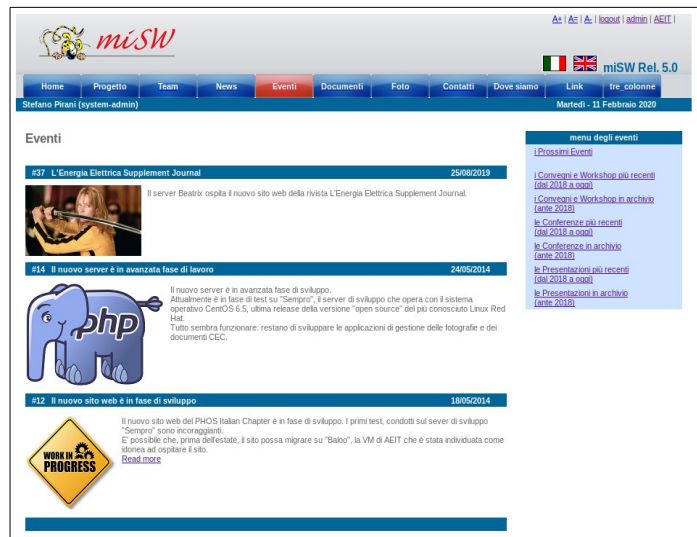 A+ | A= | A- | logout | admin | AEIT |
miSW
miSW Rel. 5.0
Home Progetto Team News Eventi Documenti Foto Contatti Dove siamo Link tre_colonne
Stefano Pirani (system-admin) Martedì - 11 Febbraio 2020
Eventi
#37 L'Energia Elettrica Supplement Journal 25/08/2019
Il server Beatrix ospita il nuovo sito web della rivista L'Energia Elettrica Supplement Journal.
#14 Il nuovo server è in avanzata fase di lavoro 24/05/2014
php
Il nuovo server è in avanzata fase di sviluppo.
Attualmente è in fase di test su "Sempro", il server di sviluppo che opera con il sistema
operativo CentOS 6.5, ultima release della versione "open source" del più conosciuto Linux Red
Hat.
Tutto sembra funzionare: restano di sviluppare le applicazioni di gestione delle fotografie e dei
documenti CEC.
#12 Il nuovo sito web è in fase di sviluppo 18/05/2014
WORK IN
PROGRESS
Il nuovo sito web del PHOS Italian Chapter è in fase di sviluppo. I primi test, condotti sul sever di sviluppo
"Sempro" sono incoraggianti.
E' possibile che, prima dell'estate, il sito possa migrare su "Baloo", la VM di AEIT che è stata individuata come
idonea ad ospitare il sito.
Read more
menu degli eventi
i Prossimi Eventi
i Convegni e Workshop più recenti
(dal 2018 a oggi)
i Convegni e Workshop in archivio
(ante 2018)
le Conferenze più recenti
(dal 2018 a oggi)
le Conferenze in archivio
(ante 2018)
le Presentazioni più recenti
(dal 2018 a oggi)
le Presentazioni in archivio
(ante 2018)